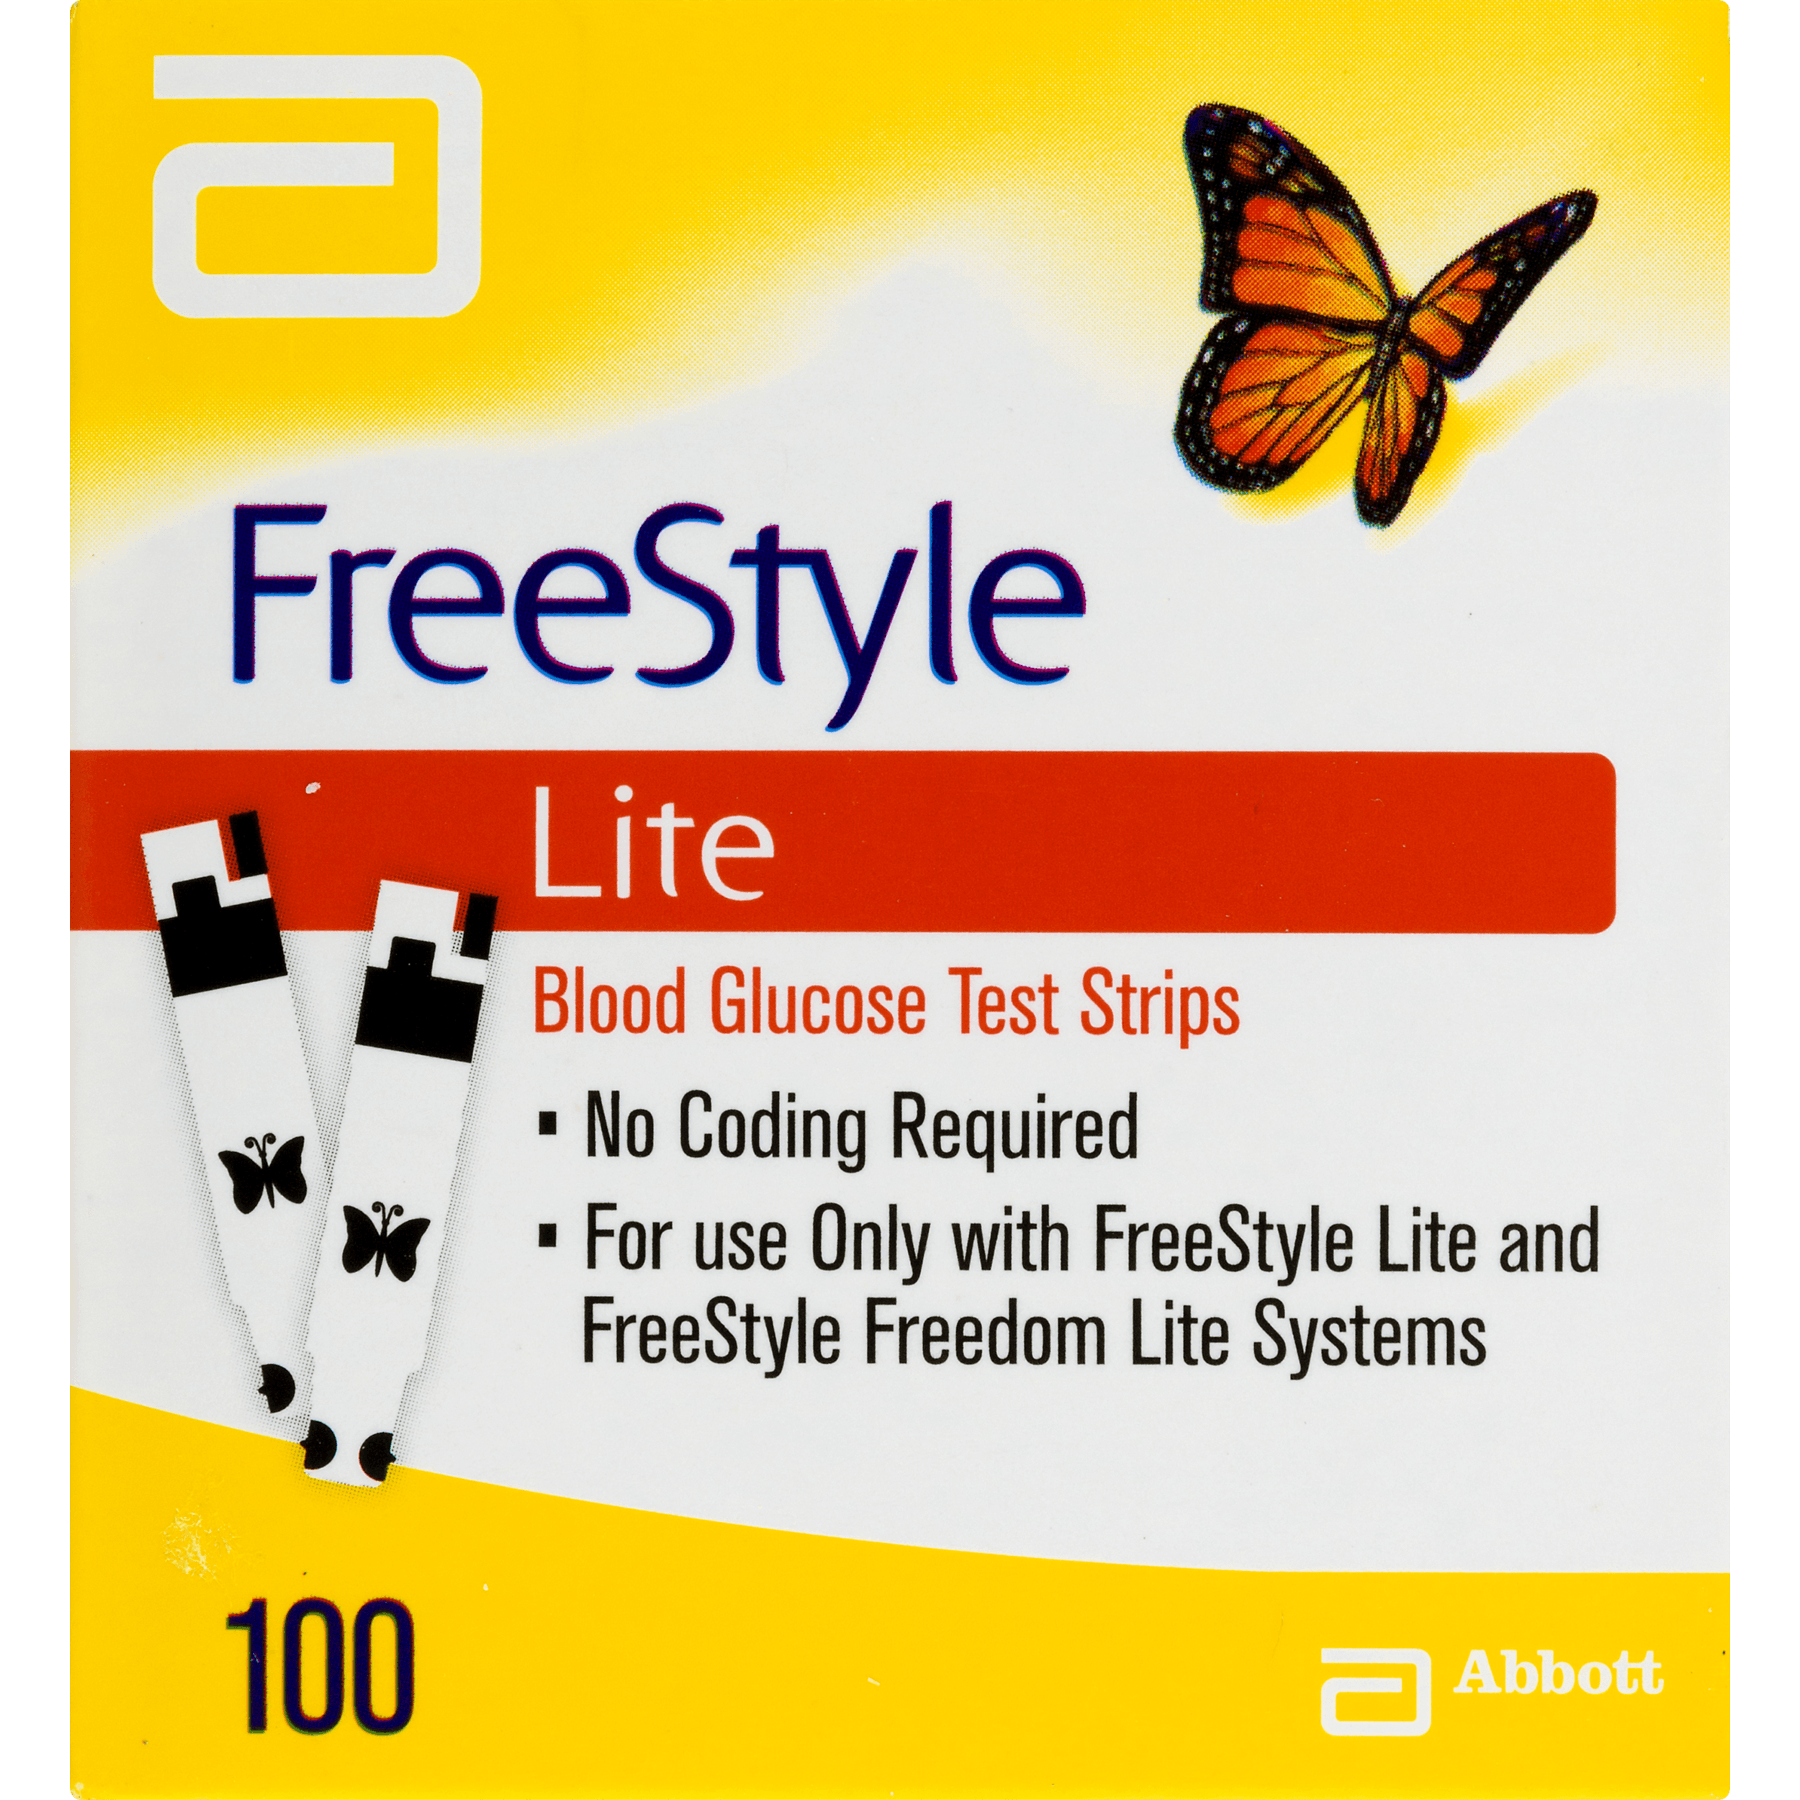 FreeStyle
Lite
Blood Glucose Test Strips
▪ No Coding Required
▪ For use Only with FreeStyle Lite and
FreeStyle Freedom Lite Systems
100
Abbott